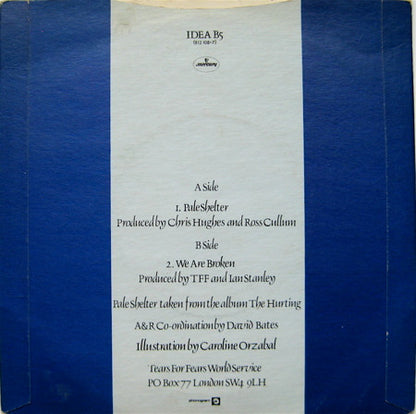 IDEA B5
(812 108-7)
mercury
A Side
1. Pale Shelter
Produced by Chris Hughes and Ross Cullum
B Side
2. We Are Broken
Produced by TFF and Ian Stanley
Pale Shelter taken from the album The Hurting
A&R Co-ordination by David Bates
Illustration by Caroline Orzabal
Tears For Fears World Service
PO Box 77 London SW4 9LH
phonogram